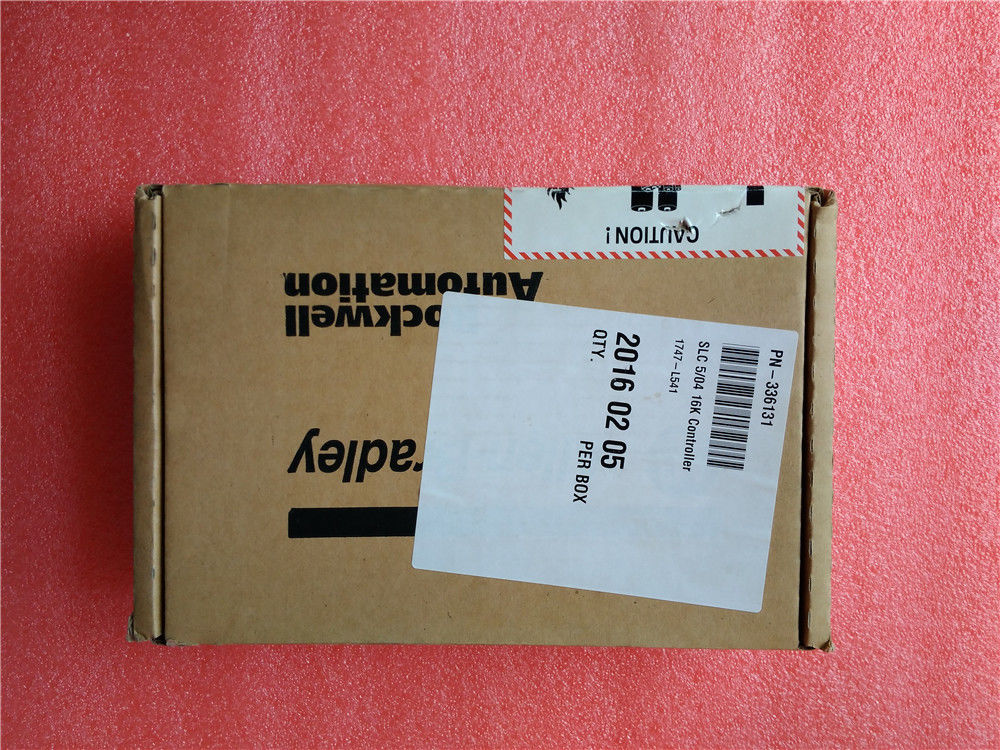 CAUTION!
ockwell
Automation
radley
PN-336131
SLC 5/04 16K Controller
1747-L541
2016 02 05
QTY. PER BOX